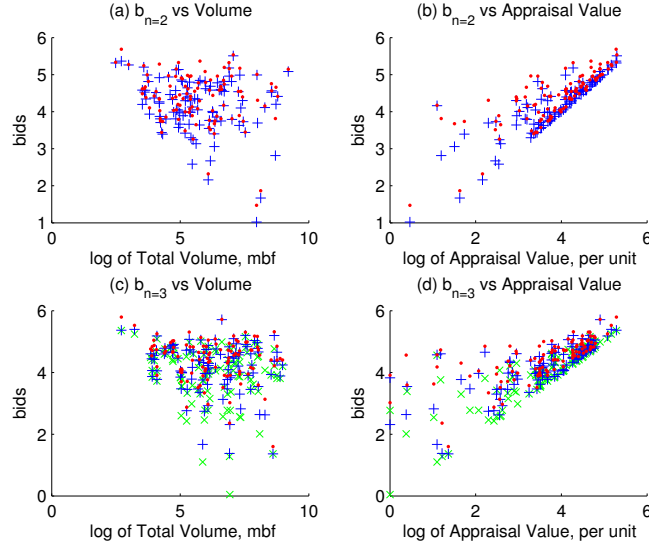 (a) b_{n=2} vs Volume
(b) b_{n=2} vs Appraisal Value
6
5
4
3
2
1
bids
0
5
10
log of Total Volume, mbf
6
5
4
3
2
1
bids
0
2
4
6
log of Appraisal Value, per unit
(c) b_{n=3} vs Volume
(d) b_{n=3} vs Appraisal Value
6
4
2
0
bids
0
5
10
log of Total Volume, mbf
6
4
2
0
bids
0
2
4
6
log of Appraisal Value, per unit